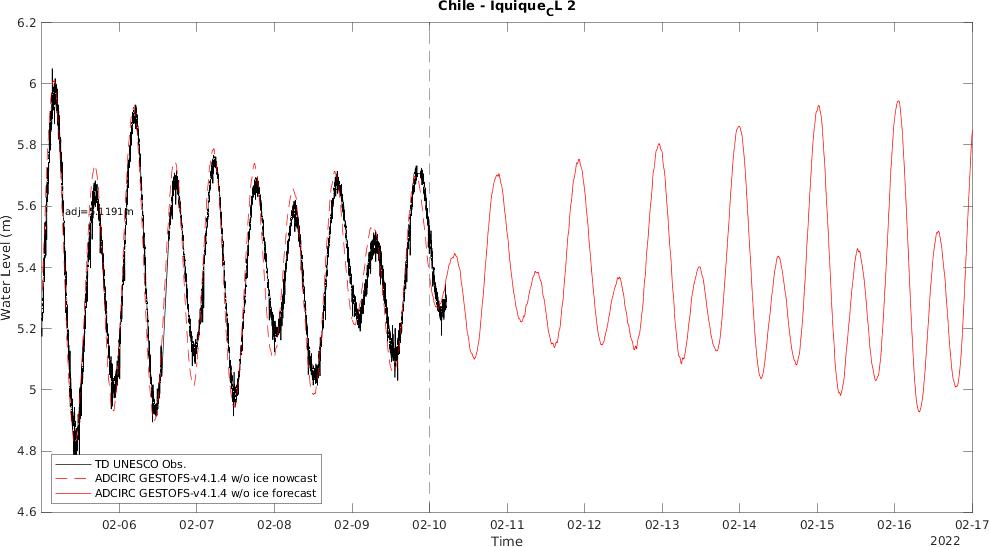 Chile - Iquique_CL 2
6.2
6
5.8
5.6
5.4
5.2
5
4.8
4.6
Water Level (m)
adj=5.1191m
TD UNESCO Obs.
ADCIRC GESTOFS-v4.1.4 w/o ice nowcast
ADCIRC GESTOFS-v4.1.4 w/o ice forecast
02-06 02-07 02-08 02-09 02-10 02-11 02-12 02-13 02-14 02-15 02-16 02-17
Time
2022